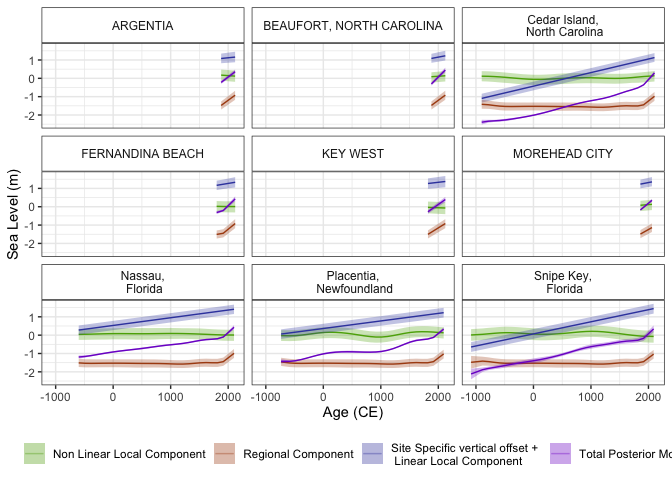 ARGENTIA
BEAUFORT, NORTH CAROLINA
Cedar Island,
North Carolina
1
0
-1
-2
FERNANDINA BEACH
KEY WEST
MOREHEAD CITY
1
0
-1
-2
Nassau,
Florida
Placentia,
Newfoundland
Snipe Key,
Florida
1
0
-1
-2
Sea Level (m)
-1000 0 1000 2000
-1000 0 1000 2000
-1000 0 1000 2000
Age (CE)
Non Linear Local Component
Regional Component
Site Specific vertical offset +
Linear Local Component
Total Posterior Mo